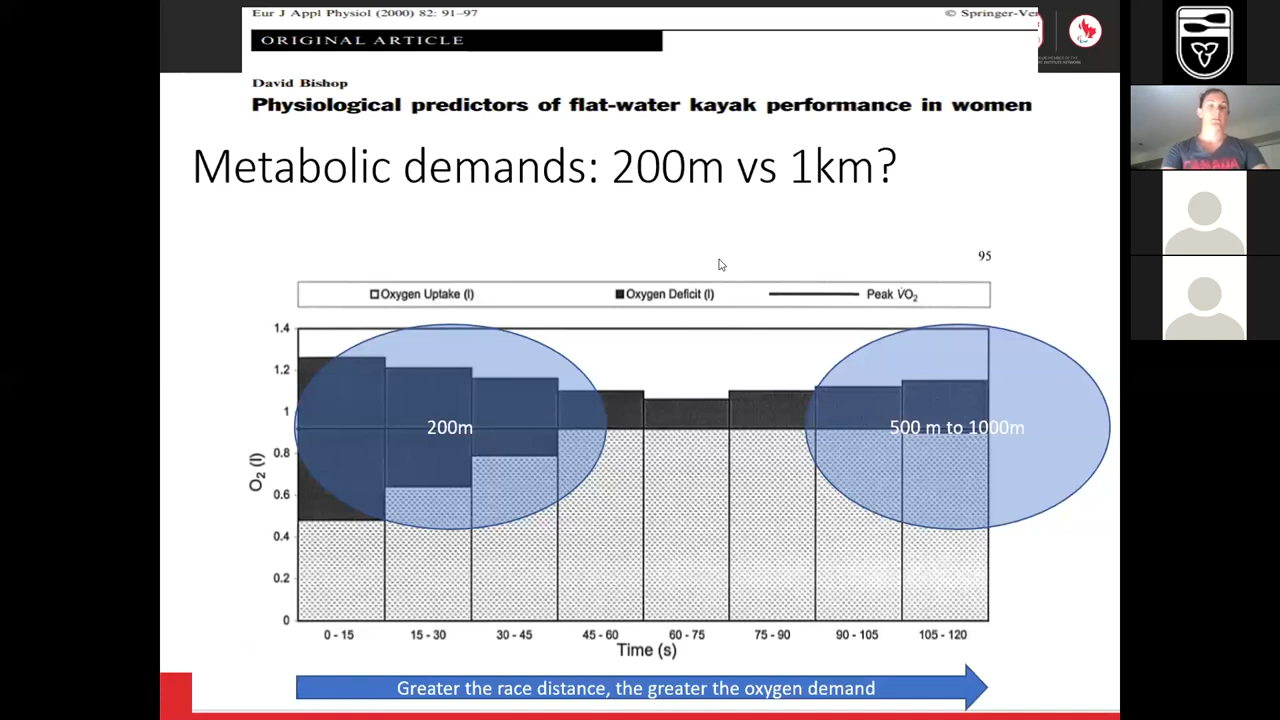 Eur J Appl Physiol (2000) 82: 91–97
© Springer-Ver
ORIGINAL ARTICLE
David Bishop
Physiological predictors of flat-water kayak performance in women
Metabolic demands: 200m vs 1km?
95
Oxygen Uptake (l) Oxygen Deficit (l) Peak V̇O₂
1.4
1.2
1
0.8
0.6
0.4
0.2
0
O₂ (l)
200m
500 m to 1000m
0 - 15 15 - 30 30 - 45 45 - 60 60 - 75 75 - 90 90 - 105 105 - 120
Time (s)
Greater the race distance, the greater the oxygen demand
CANADA